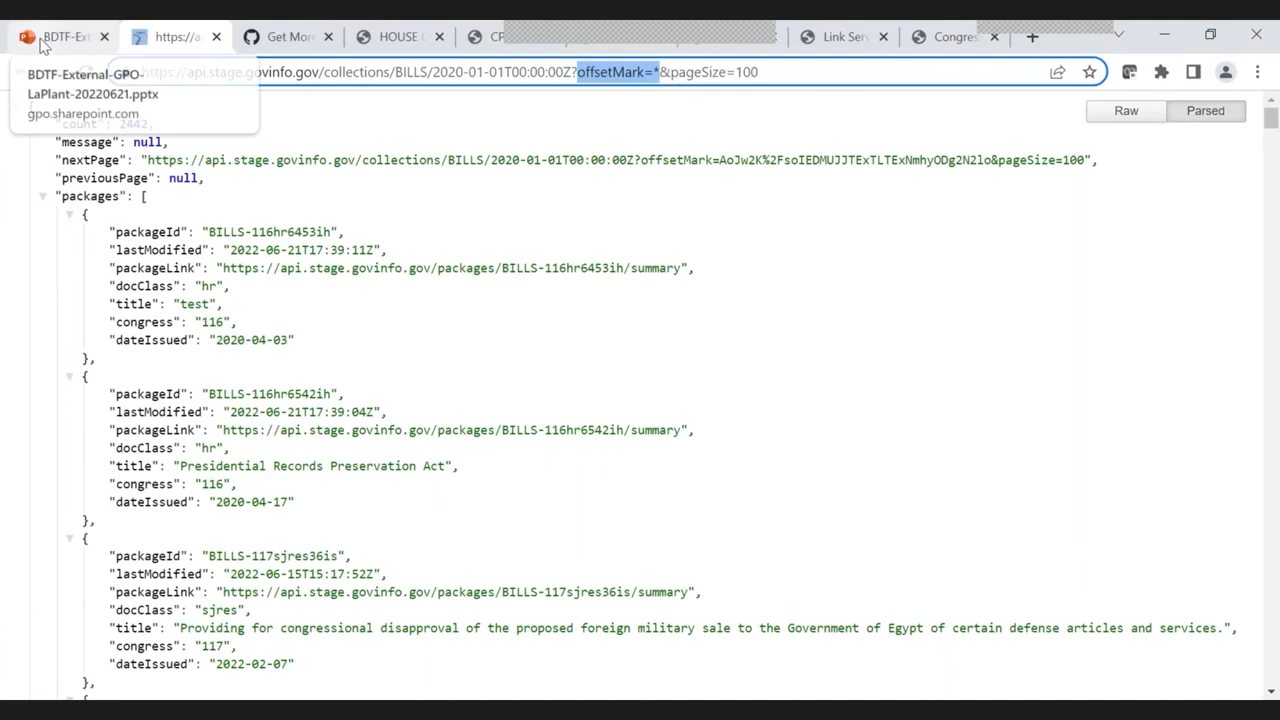 BDTF-Ext
https://a
Get Mor
HOUSE C
CP
Link Serv
Congres
https://api.stage.govinfo.gov/collections/BILLS/2020-01-01T00:00:00Z?offsetMark=*&pageSize=100
BDTF-External-GPO-
LaPlant-20220621.pptx
gpo.sharepoint.com
Raw
Parsed
"count": 2442,
"message": null,
"nextPage": "https://api.stage.govinfo.gov/collections/BILLS/2020-01-01T00:00:00Z?offsetMark=AoJw2K%2FsoIEDMUJJTExTLTExNmhyODg2N2lo&pageSize=100",
"previousPage": null,
"packages": [
{
"packageId": "BILLS-116hr6453ih",
"lastModified": "2022-06-21T17:39:11Z",
"packageLink": "https://api.stage.govinfo.gov/packages/BILLS-116hr6453ih/summary",
"docClass": "hr",
"title": "test",
"congress": "116",
"dateIssued": "2020-04-03"
},
{
"packageId": "BILLS-116hr6542ih",
"lastModified": "2022-06-21T17:39:04Z",
"packageLink": "https://api.stage.govinfo.gov/packages/BILLS-116hr6542ih/summary",
"docClass": "hr",
"title": "Presidential Records Preservation Act",
"congress": "116",
"dateIssued": "2020-04-17"
},
{
"packageId": "BILLS-117sjres36is",
"lastModified": "2022-06-15T15:17:52Z",
"packageLink": "https://api.stage.govinfo.gov/packages/BILLS-117sjres36is/summary",
"docClass": "sjres",
"title": "Providing for congressional disapproval of the proposed foreign military sale to the Government of Egypt of certain defense articles and services.",
"congress": "117",
"dateIssued": "2022-02-07"
},
{